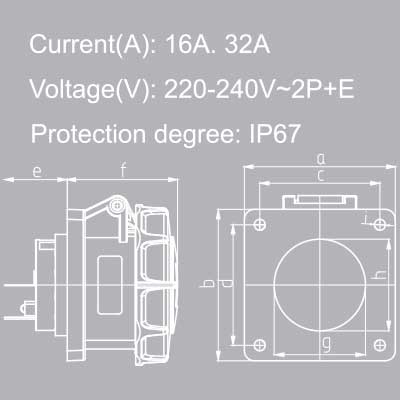 Current(A): 16A. 32A
Voltage(V): 220-240V~2P+E
Protection degree: IP67
a
e
f
c
j
b
d
h
g